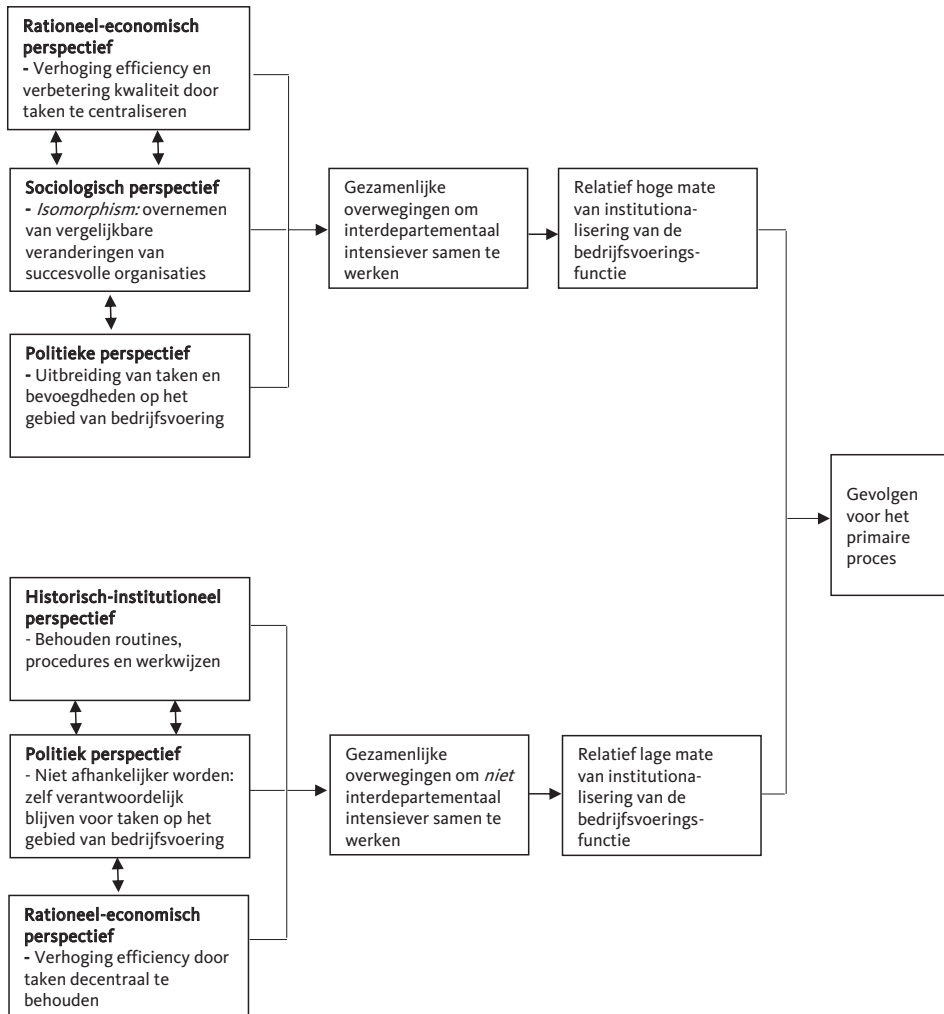 Rationeel-economisch
perspectief
- Verhoging efficiency en
verbetering kwaliteit door
taken te centraliseren
Sociologisch perspectief
- Isomorphism: overnemen
van vergelijkbare
veranderingen van
succesvolle organisaties
Politieke perspectief
- Uitbreiding van taken en
bevoegdheden op het
gebied van bedrijfsvoering
Gezamenlijke
overwegingen om
interdepartementaal
intensiever samen te
werken
Relatief hoge mate
van institutiona-
lisering van de
bedrijfsvoerings-
functie
Historisch-institutioneel
perspectief
- Behouden routines,
procedures en werkwijzen
Politiek perspectief
- Niet afhankelijker worden:
zelf verantwoordelijk
blijven voor taken op het
gebied van bedrijfsvoering
Rationeel-economisch
perspectief
- Verhoging efficiency door
taken decentraal te
behouden
Gezamenlijke
overwegingen om niet
interdepartementaal
intensiever samen te
werken
Relatief lage mate
van institutiona-
lisering van de
bedrijfsvoerings-
functie
Gevolgen
voor het
primaire
proces